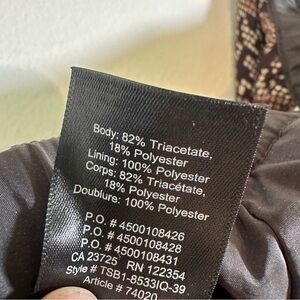 Body: 82% Triacetate,
18% Polyester
Lining: 100% Polyester
Corps: 82% Triacétate,
18% Polyester
Doublure: 100% Polyester
P.O. # 4500108426
P.O. # 4500108428
P.O. # 4500108431
CA 23725 RN 122354
Style # TSB1-8533IQ-39
Article # 74020